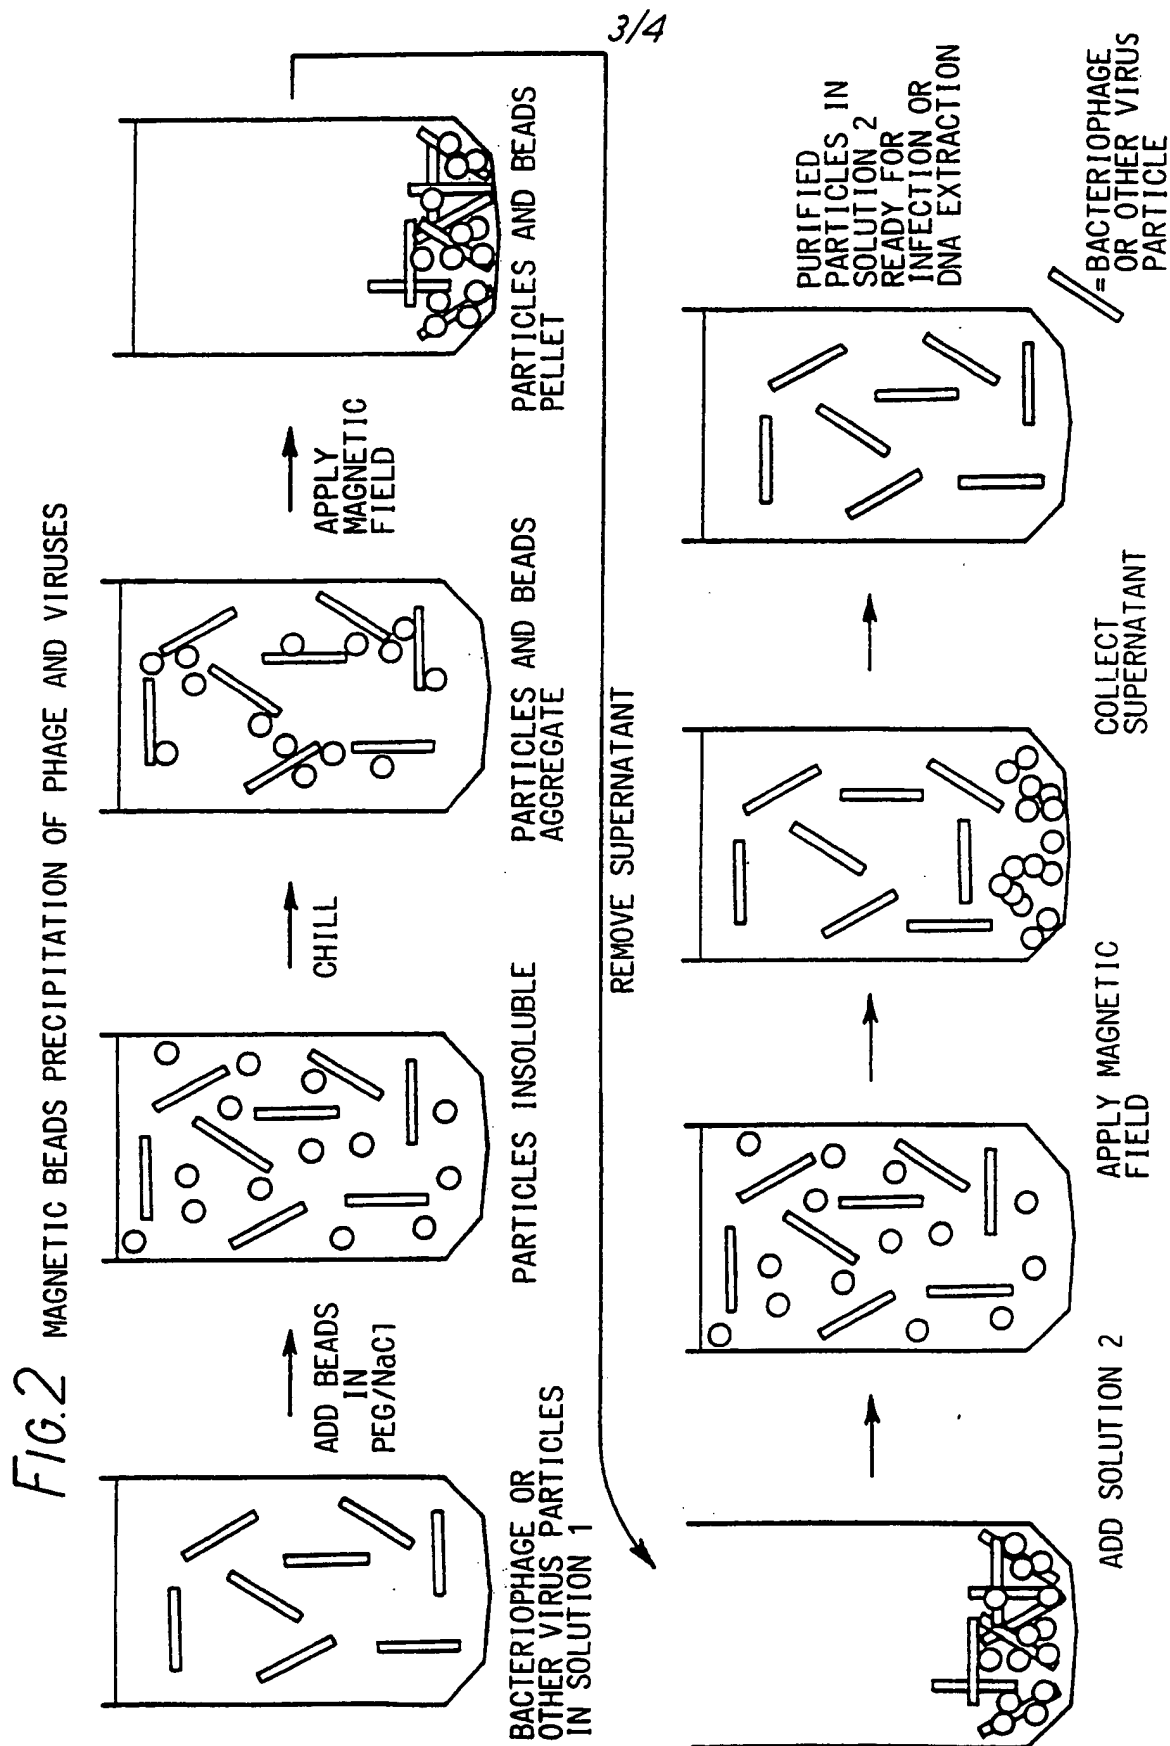 3/4
FIG.2 MAGNETIC BEADS PRECIPITATION OF PHAGE AND VIRUSES
BACTERIOPHAGE OR
OTHER VIRUS PARTICLES
IN SOLUTION 1
ADD BEADS
IN
PEG/NaCl
PARTICLES INSOLUBLE
CHILL
PARTICLES AND BEADS
AGGREGATE
APPLY
MAGNETIC
FIELD
PARTICLES AND BEADS
PELLET
REMOVE SUPERNATANT
ADD SOLUTION 2
APPLY MAGNETIC
FIELD
COLLECT
SUPERNATANT
PURIFIED
PARTICLES IN
SOLUTION 2
READY FOR
INFECTION OR
DNA EXTRACTION
=BACTERIOPHAGE
OR OTHER VIRUS
PARTICLE